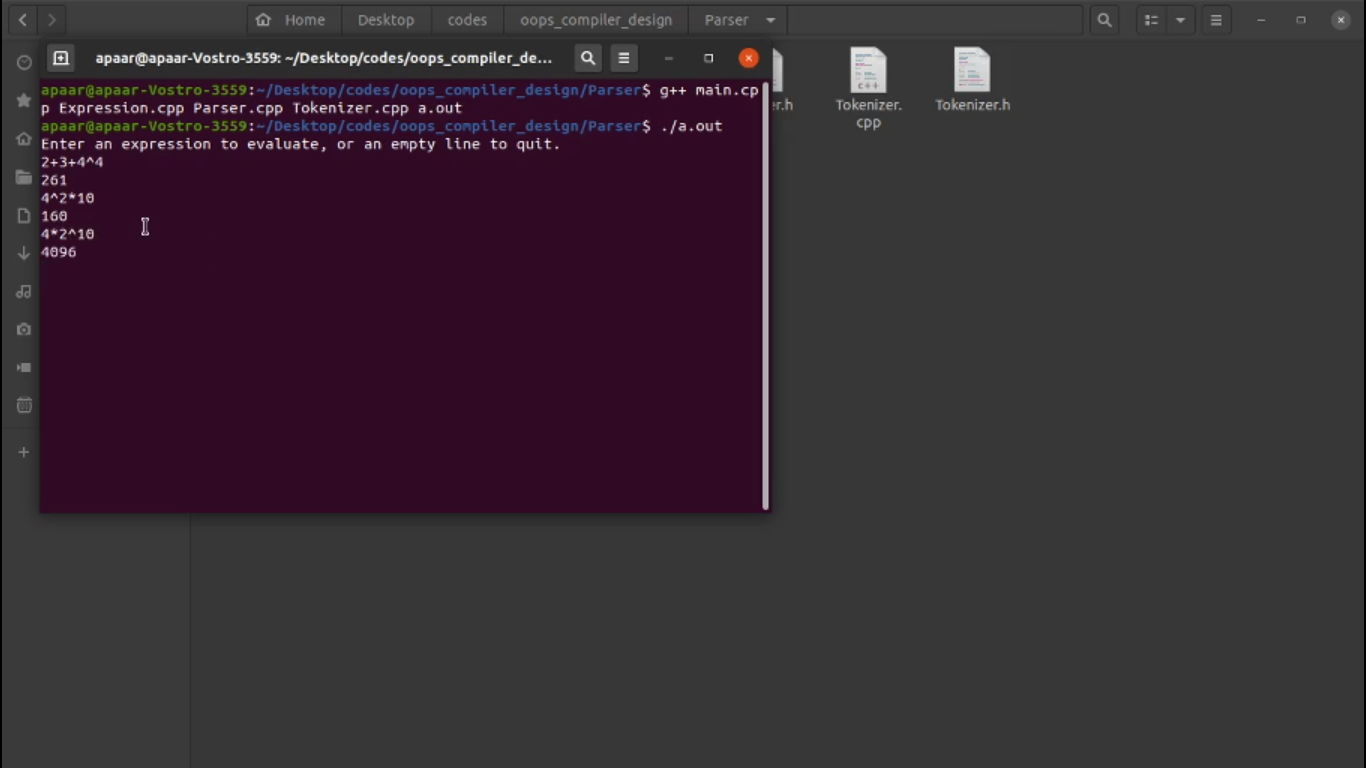 Home Desktop codes oops_compiler_design Parser
apaar@apaar-Vostro-3559: ~/Desktop/codes/oops_compiler_de...
apaar@apaar-Vostro-3559:~/Desktop/codes/oops_compiler_design/Parser$ g++ main.cp
p Expression.cpp Parser.cpp Tokenizer.cpp a.out
apaar@apaar-Vostro-3559:~/Desktop/codes/oops_compiler_design/Parser$ ./a.out
Enter an expression to evaluate, or an empty line to quit.
2+3+4^4
261
4^2*10
160
4*2^10
4096
er.h
Tokenizer.
cpp
Tokenizer.h